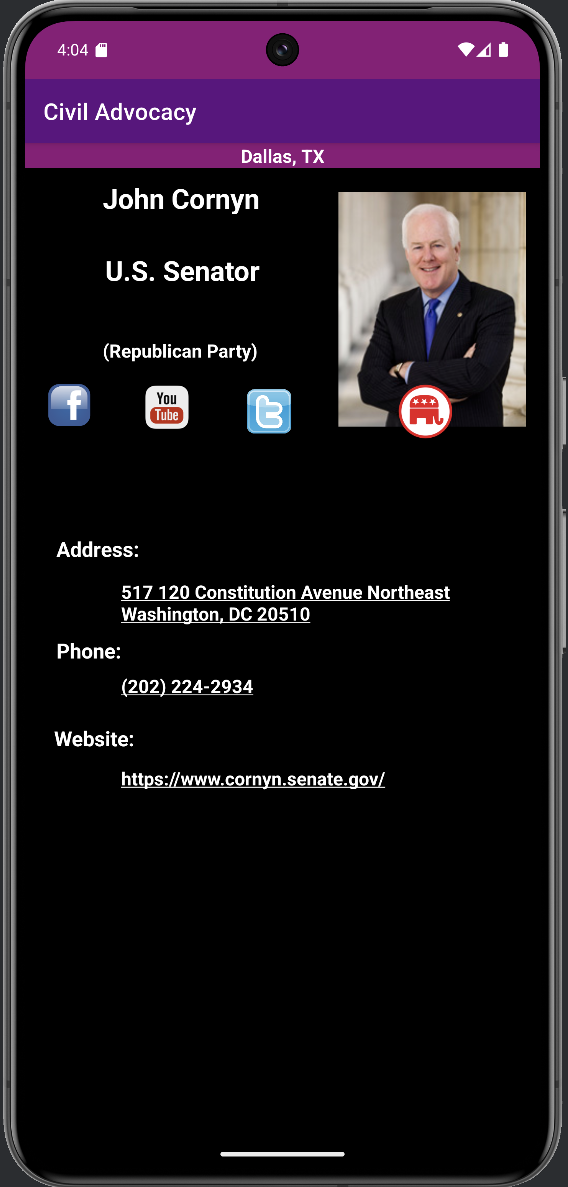 4:04
Civil Advocacy
Dallas, TX
John Cornyn
U.S. Senator
(Republican Party)
f
You
Tube
t
Address:
517 120 Constitution Avenue Northeast
Washington, DC 20510
Phone:
(202) 224-2934
Website:
https://www.cornyn.senate.gov/